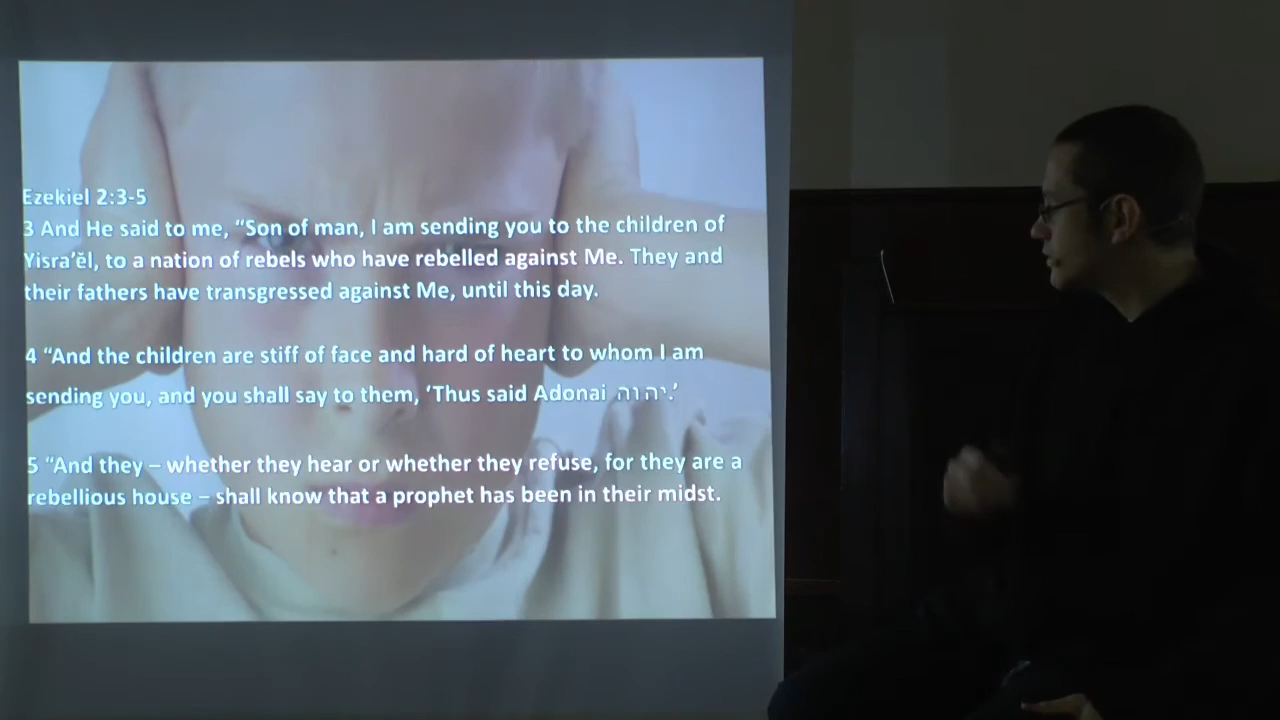 Ezekiel 2:3-5
3 And He said to me, “Son of man, I am sending you to the children of
Yisra’ĕl, to a nation of rebels who have rebelled against Me. They and
their fathers have transgressed against Me, until this day.
4 “And the children are stiff of face and hard of heart to whom I am
sending you, and you shall say to them, ‘Thus said Adonai יהוה.’
5 “And they – whether they hear or whether they refuse, for they are a
rebellious house – shall know that a prophet has been in their midst.